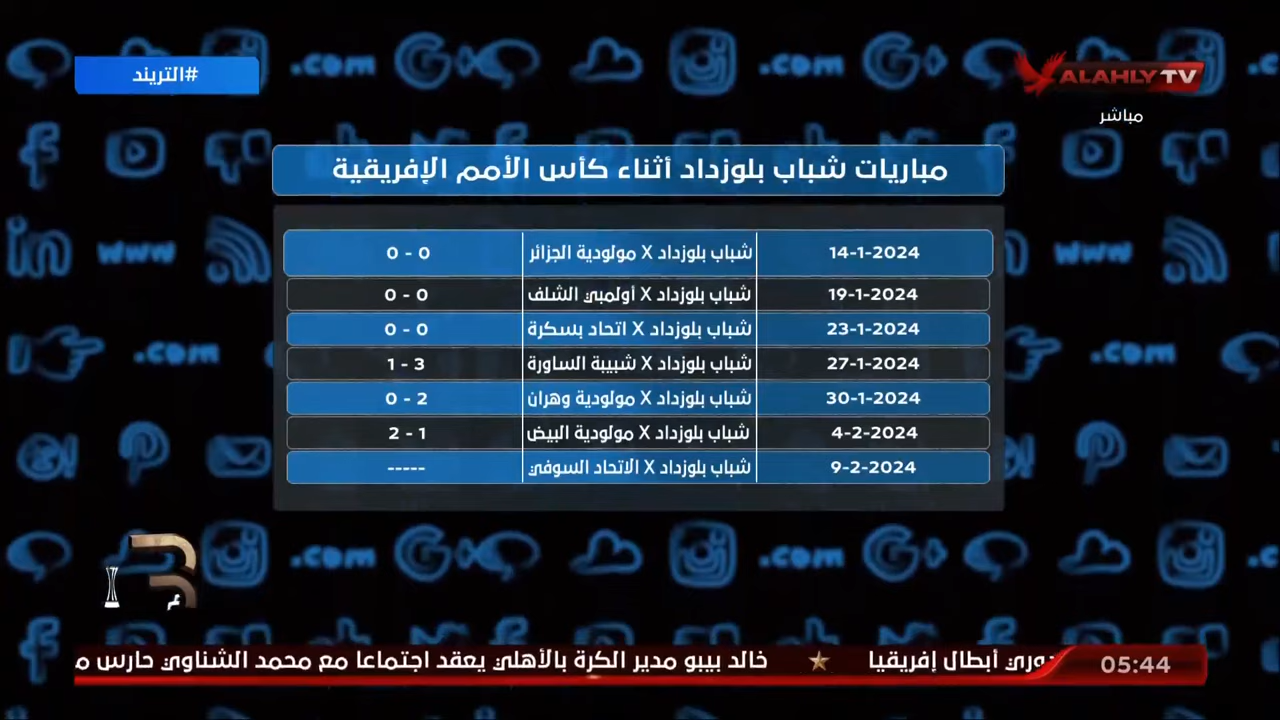 #التريند
ALAHLY TV
مباشر
مباريات شباب بلوزداد أثناء كأس الأمم الإفريقية
14-1-2024 شباب بلوزداد X مولودية الجزائر 0 - 0
19-1-2024 شباب بلوزداد X أولمبي الشلف 0 - 0
23-1-2024 شباب بلوزداد X اتحاد بسكرة 0 - 0
27-1-2024 شباب بلوزداد X شبيبة الساورة 1 - 3
30-1-2024 شباب بلوزداد X مولودية وهران 0 - 2
4-2-2024 شباب بلوزداد X مولودية البيض 2 - 1
9-2-2024 شباب بلوزداد X الاتحاد السوفي -----
05:44 دوري أبطال إفريقيا ★ خالد بيبو مدير الكرة بالأهلي يعقد اجتماعا مع محمد الشناوي حارس م